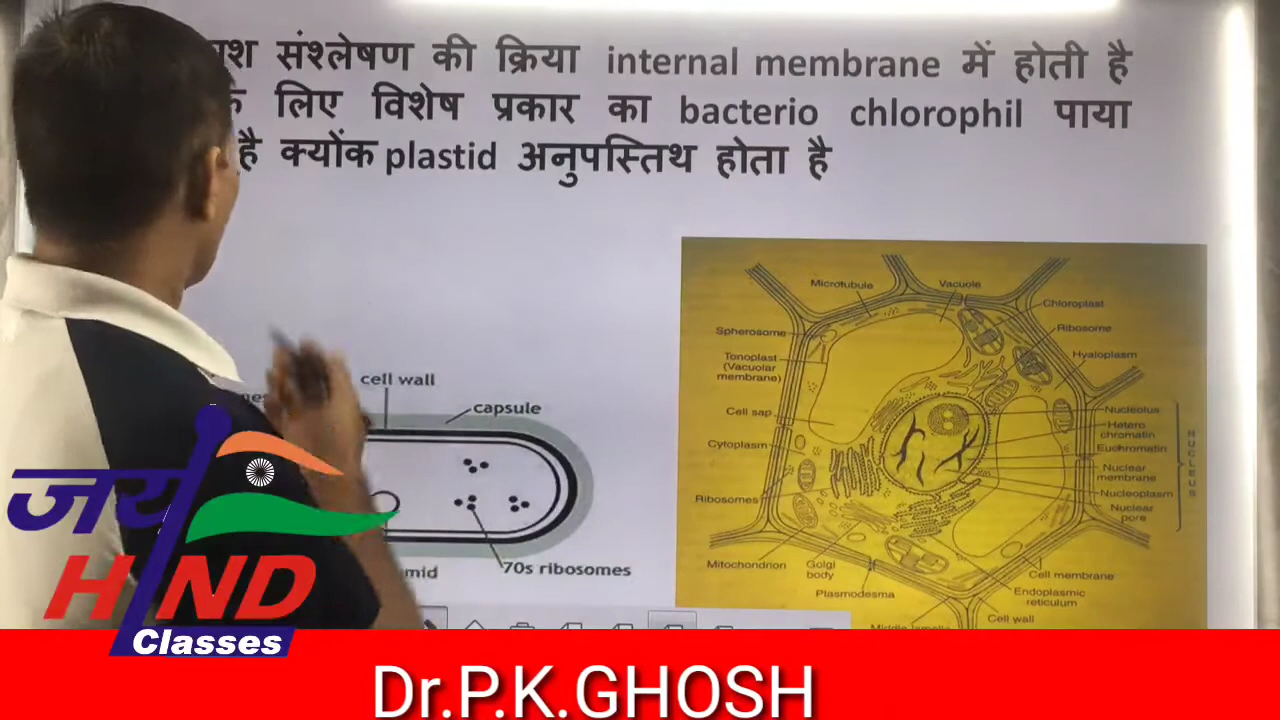 संश्लेषण की क्रिया internal membrane में होती है
लिए विशेष प्रकार का bacterio chlorophil पाया
है क्योंक plastid अनुपस्तिथ होता है
cell wall
capsule
70s ribosomes
Microtubule
Vacuole
Chloroplast
Spherosome
Ribosome
Tonoplast
(Vacuolar
membrane)
Hyaloplasm
Cell sap
Nucleolus
Hetero
chromatin
Cytoplasm
Euchromatin
Nuclear
membrane
NUCLEUS
Ribosomes
Nucleoplasm
Nuclear
pore
Mitochondrion
Golgi
body
Cell membrane
Plasmodesma
Endoplasmic
reticulum
Cell wall
जय
HIND
Classes
Dr.P.K.GHOSH